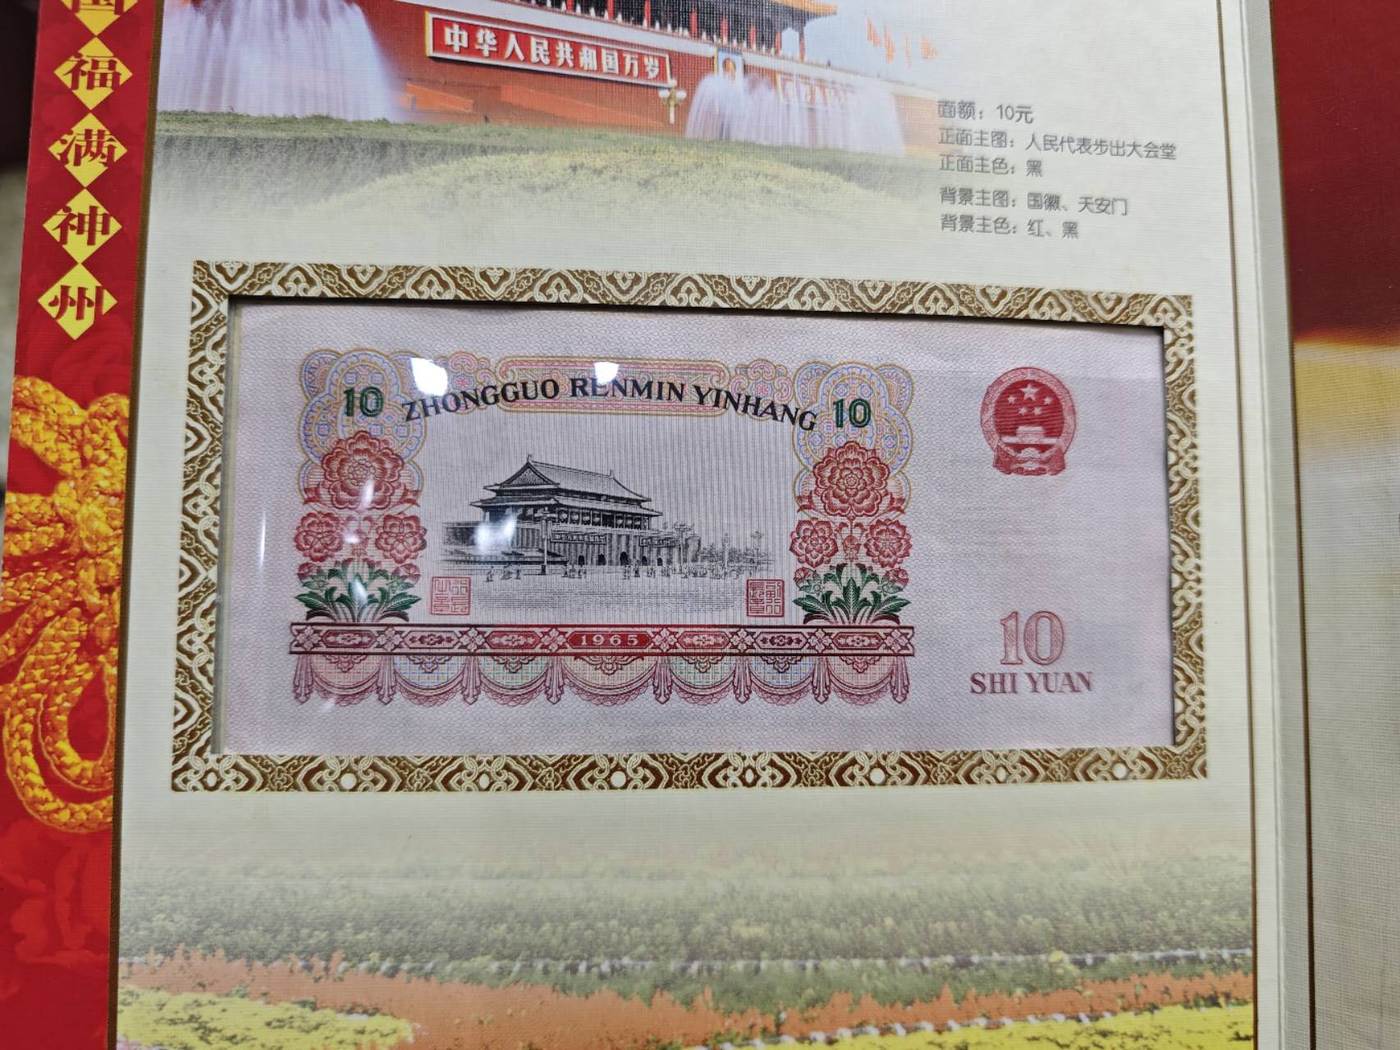 国
福
满
神
州
中华人民共和国万岁
面额：10元
正面主图：人民代表步出大会堂
正面主色：黑
背景主图：国徽、天安门
背景主色：红、黑
10 ZHONGGUO RENMIN YINHANG 10
1965
10
SHI YUAN